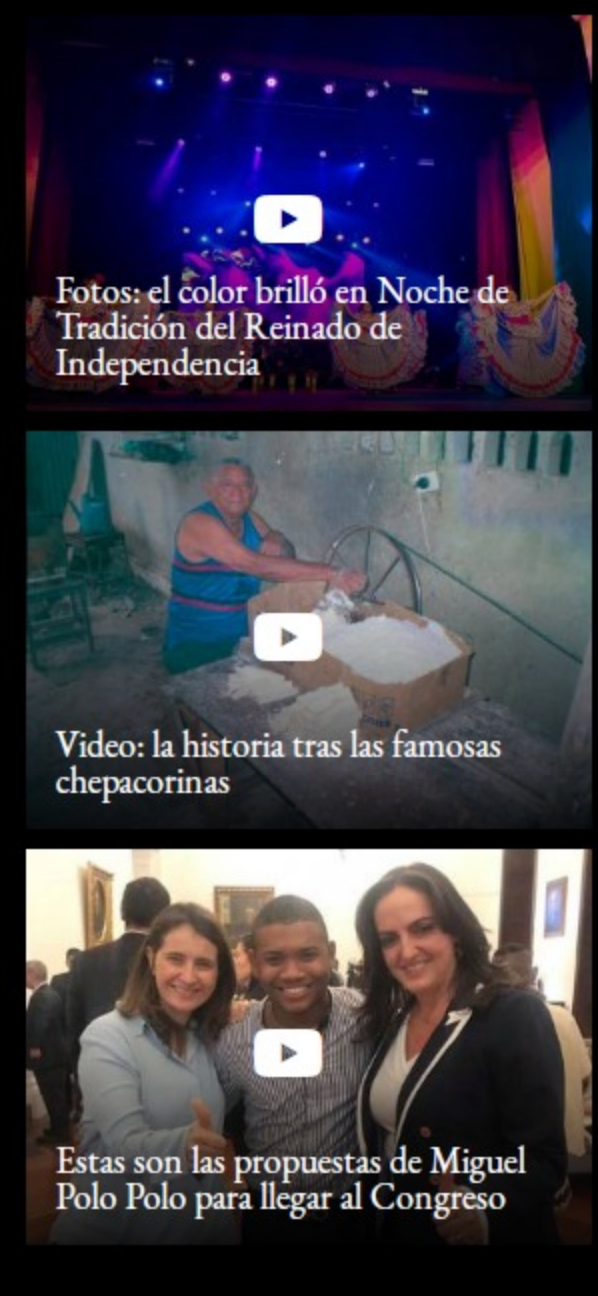 Fotos: el color brilló en Noche de
Tradición del Reinado de
Independencia
Video: la historia tras las famosas
chepacorinas
Estas son las propuestas de Miguel
Polo Polo para llegar al Congreso